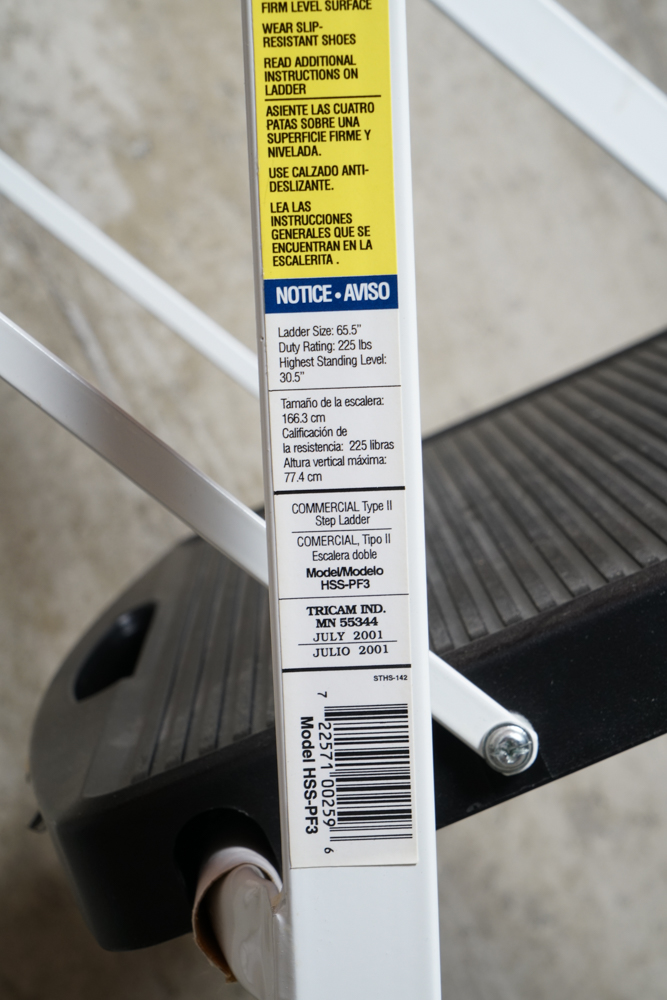 FIRM LEVEL SURFACE
WEAR SLIP-
RESISTANT SHOES
READ ADDITIONAL
INSTRUCTIONS ON
LADDER
ASIENTE LAS CUATRO
PATAS SOBRE UNA
SUPERFICIE FIRME Y
NIVELADA.
USE CALZADO ANTI-
DESLIZANTE.
LEA LAS
INSTRUCCIONES
GENERALES QUE SE
ENCUENTRAN EN LA
ESCALERITA .
NOTICE • AVISO
Ladder Size: 65.5"
Duty Rating: 225 lbs
Highest Standing Level:
30.5"
Tamaño de la escalera:
166.3 cm
Calificación de
la resistencia: 225 libras
Altura vertical máxima:
77.4 cm
COMMERCIAL Type II
Step Ladder
COMERCIAL, Tipo II
Escalera doble
Model/Modelo
HSS-PF3
TRICAM IND.
MN 55344
JULY 2001
JULIO 2001
STHS-142
7 22571 00259 6
Model HSS-PF3